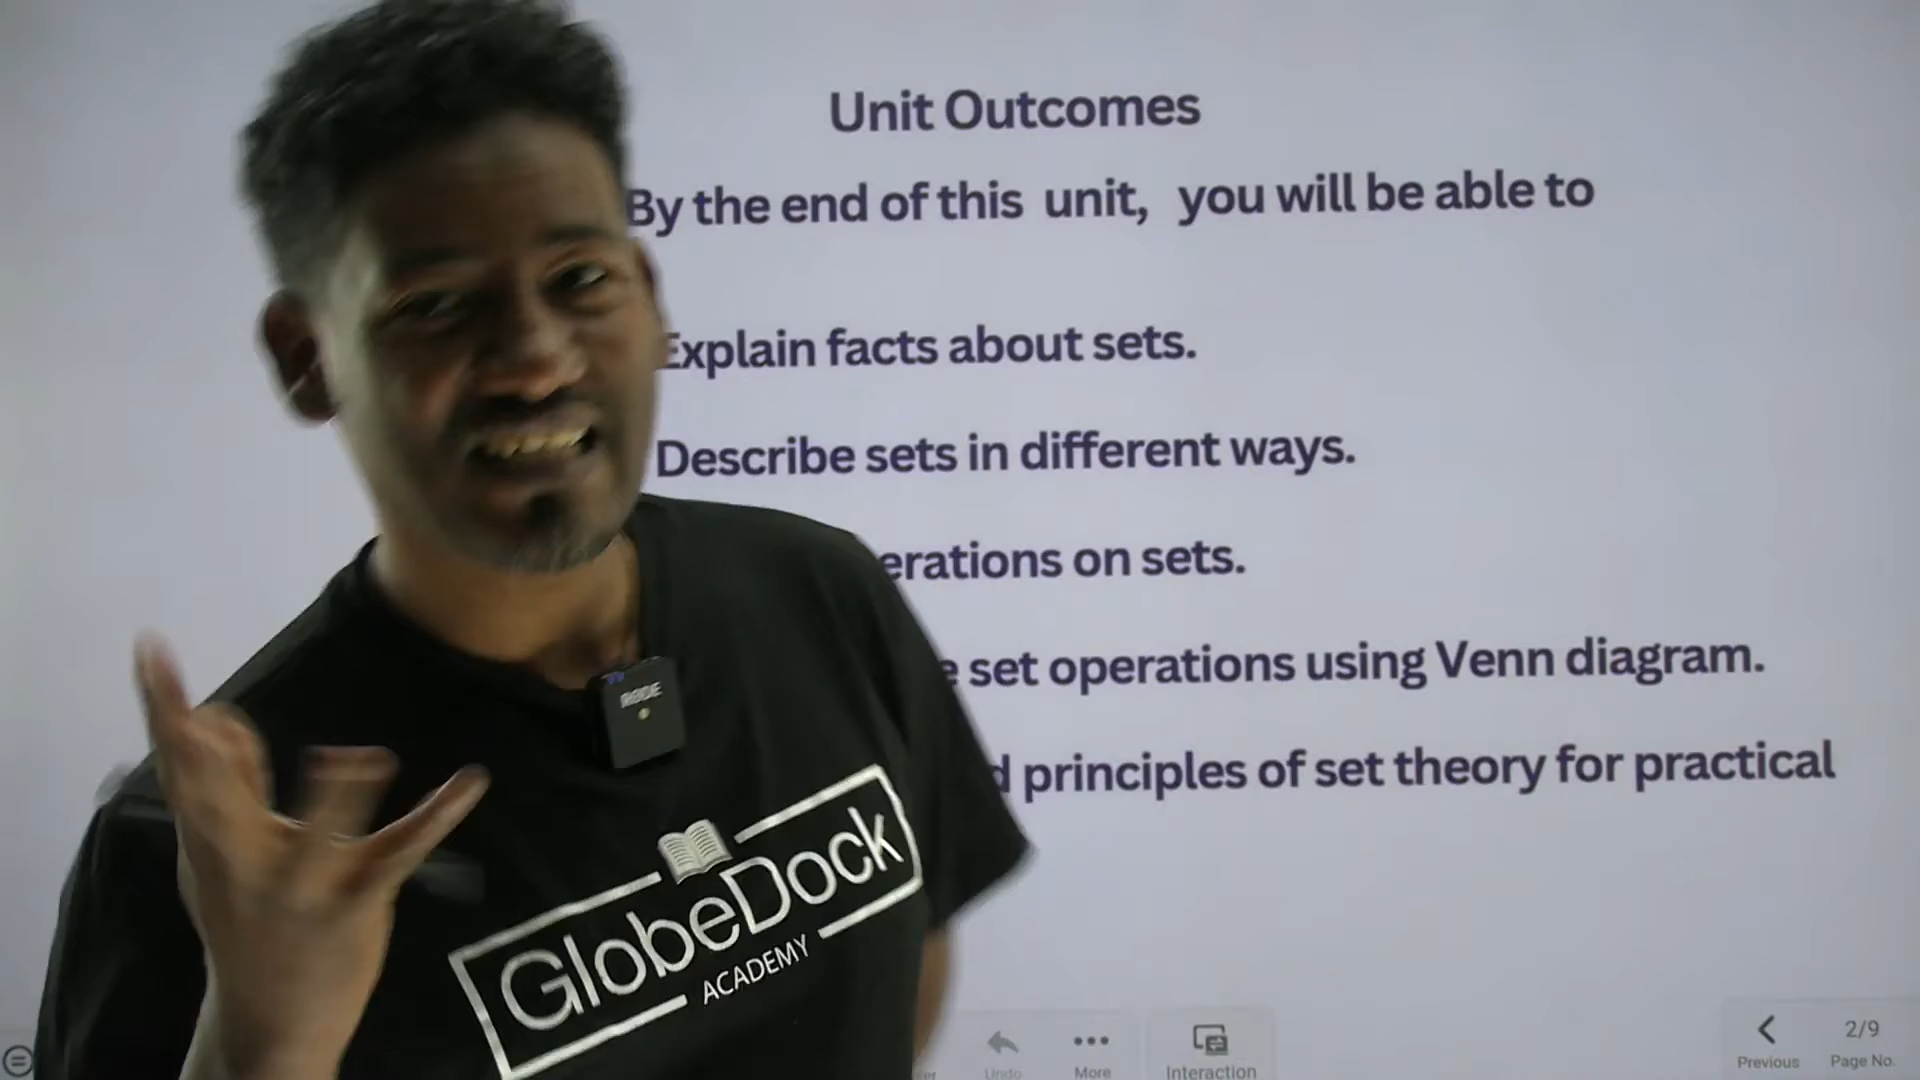 Unit Outcomes
By the end of this unit, you will be able to
Explain facts about sets.
Describe sets in different ways.
erations on sets.
set operations using Venn diagram.
principles of set theory for practical
RODE
GlobeDock
ACADEMY
Undo
More
Interaction
Previous
2/9
Page No.